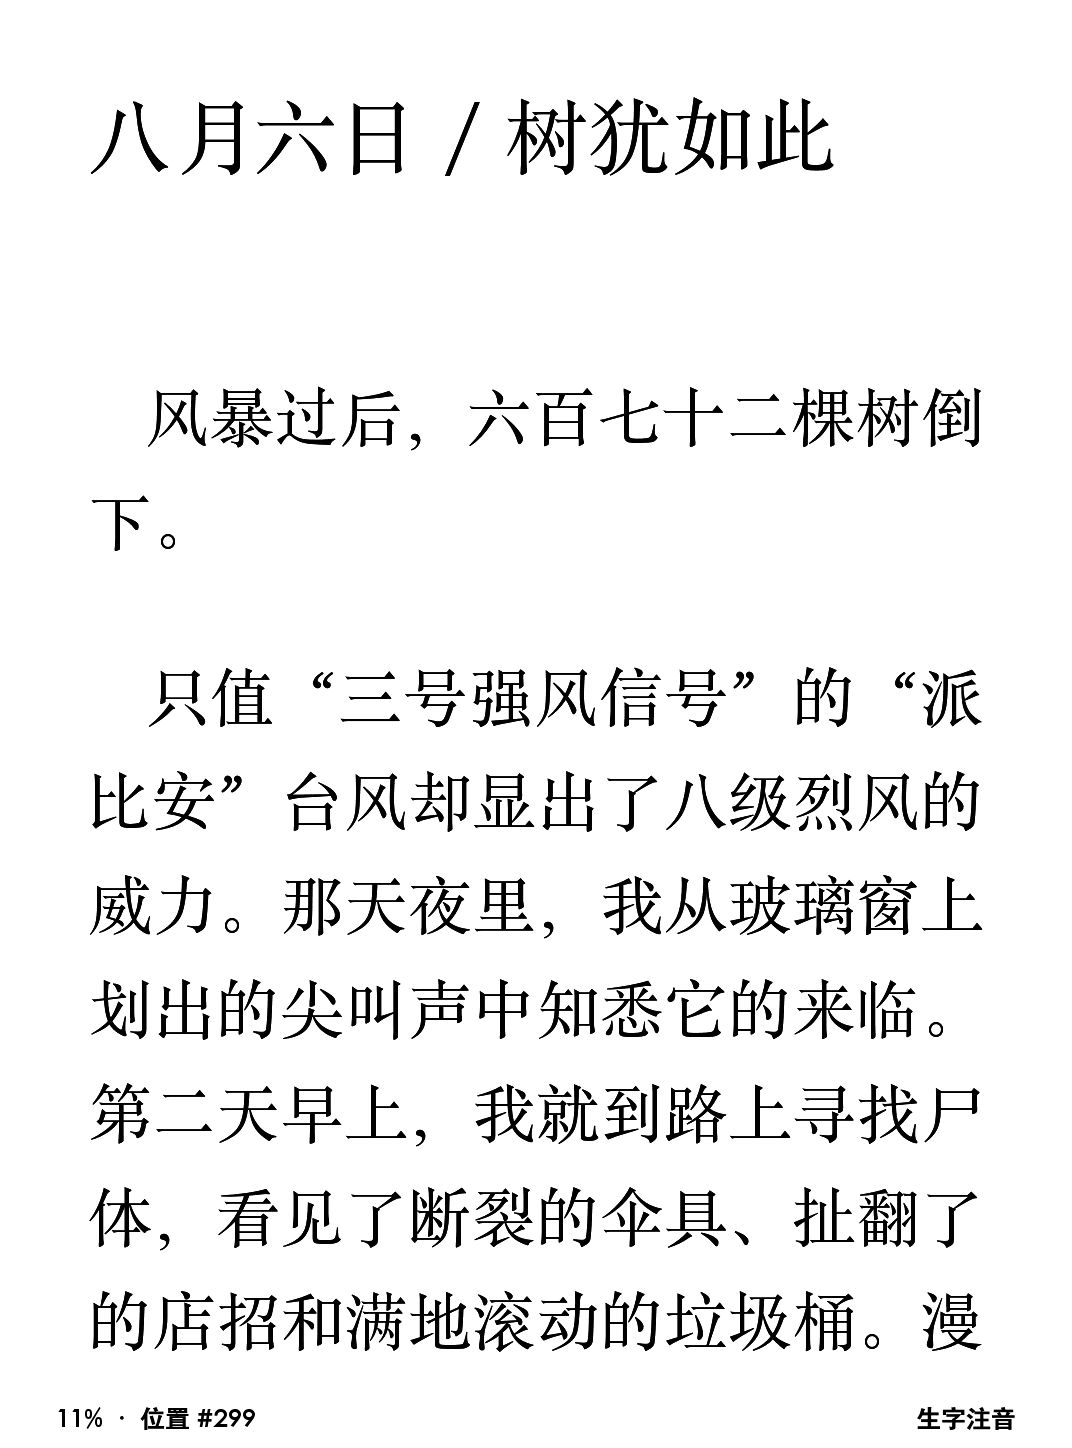 八月六日 / 树犹如此
风暴过后，六百七十二棵树倒
下。
只值“三号强风信号”的“派
比安”台风却显出了八级烈风的
威力。那天夜里，我从玻璃窗上
划出的尖叫声中知悉它的来临。
第二天早上，我就到路上寻找尸
体，看见了断裂的伞具、扯翻了
的店招和满地滚动的垃圾桶。漫
11% · 位置 #299
生字注音